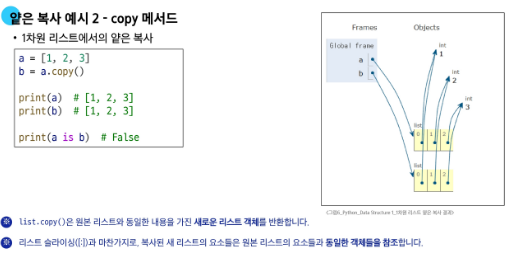 얕은 복사 예시 2 - copy 메서드
• 1차원 리스트에서의 얕은 복사
a = [1, 2, 3]
b = a.copy()
print(a) # [1, 2, 3]
print(b) # [1, 2, 3]
print(a is b) # False
Frames Objects
Global frame
a
b
int
1
int
2
int
3
list
0 1 2
list
0 1 2
※ list.copy()은 원본 리스트와 동일한 내용을 가진 새로운 리스트 객체를 반환합니다.
※ 리스트 슬라이싱([:])과 마찬가지로, 복사된 새 리스트의 요소들은 원본 리스트의 요소들과 동일한 객체들을 참조합니다.